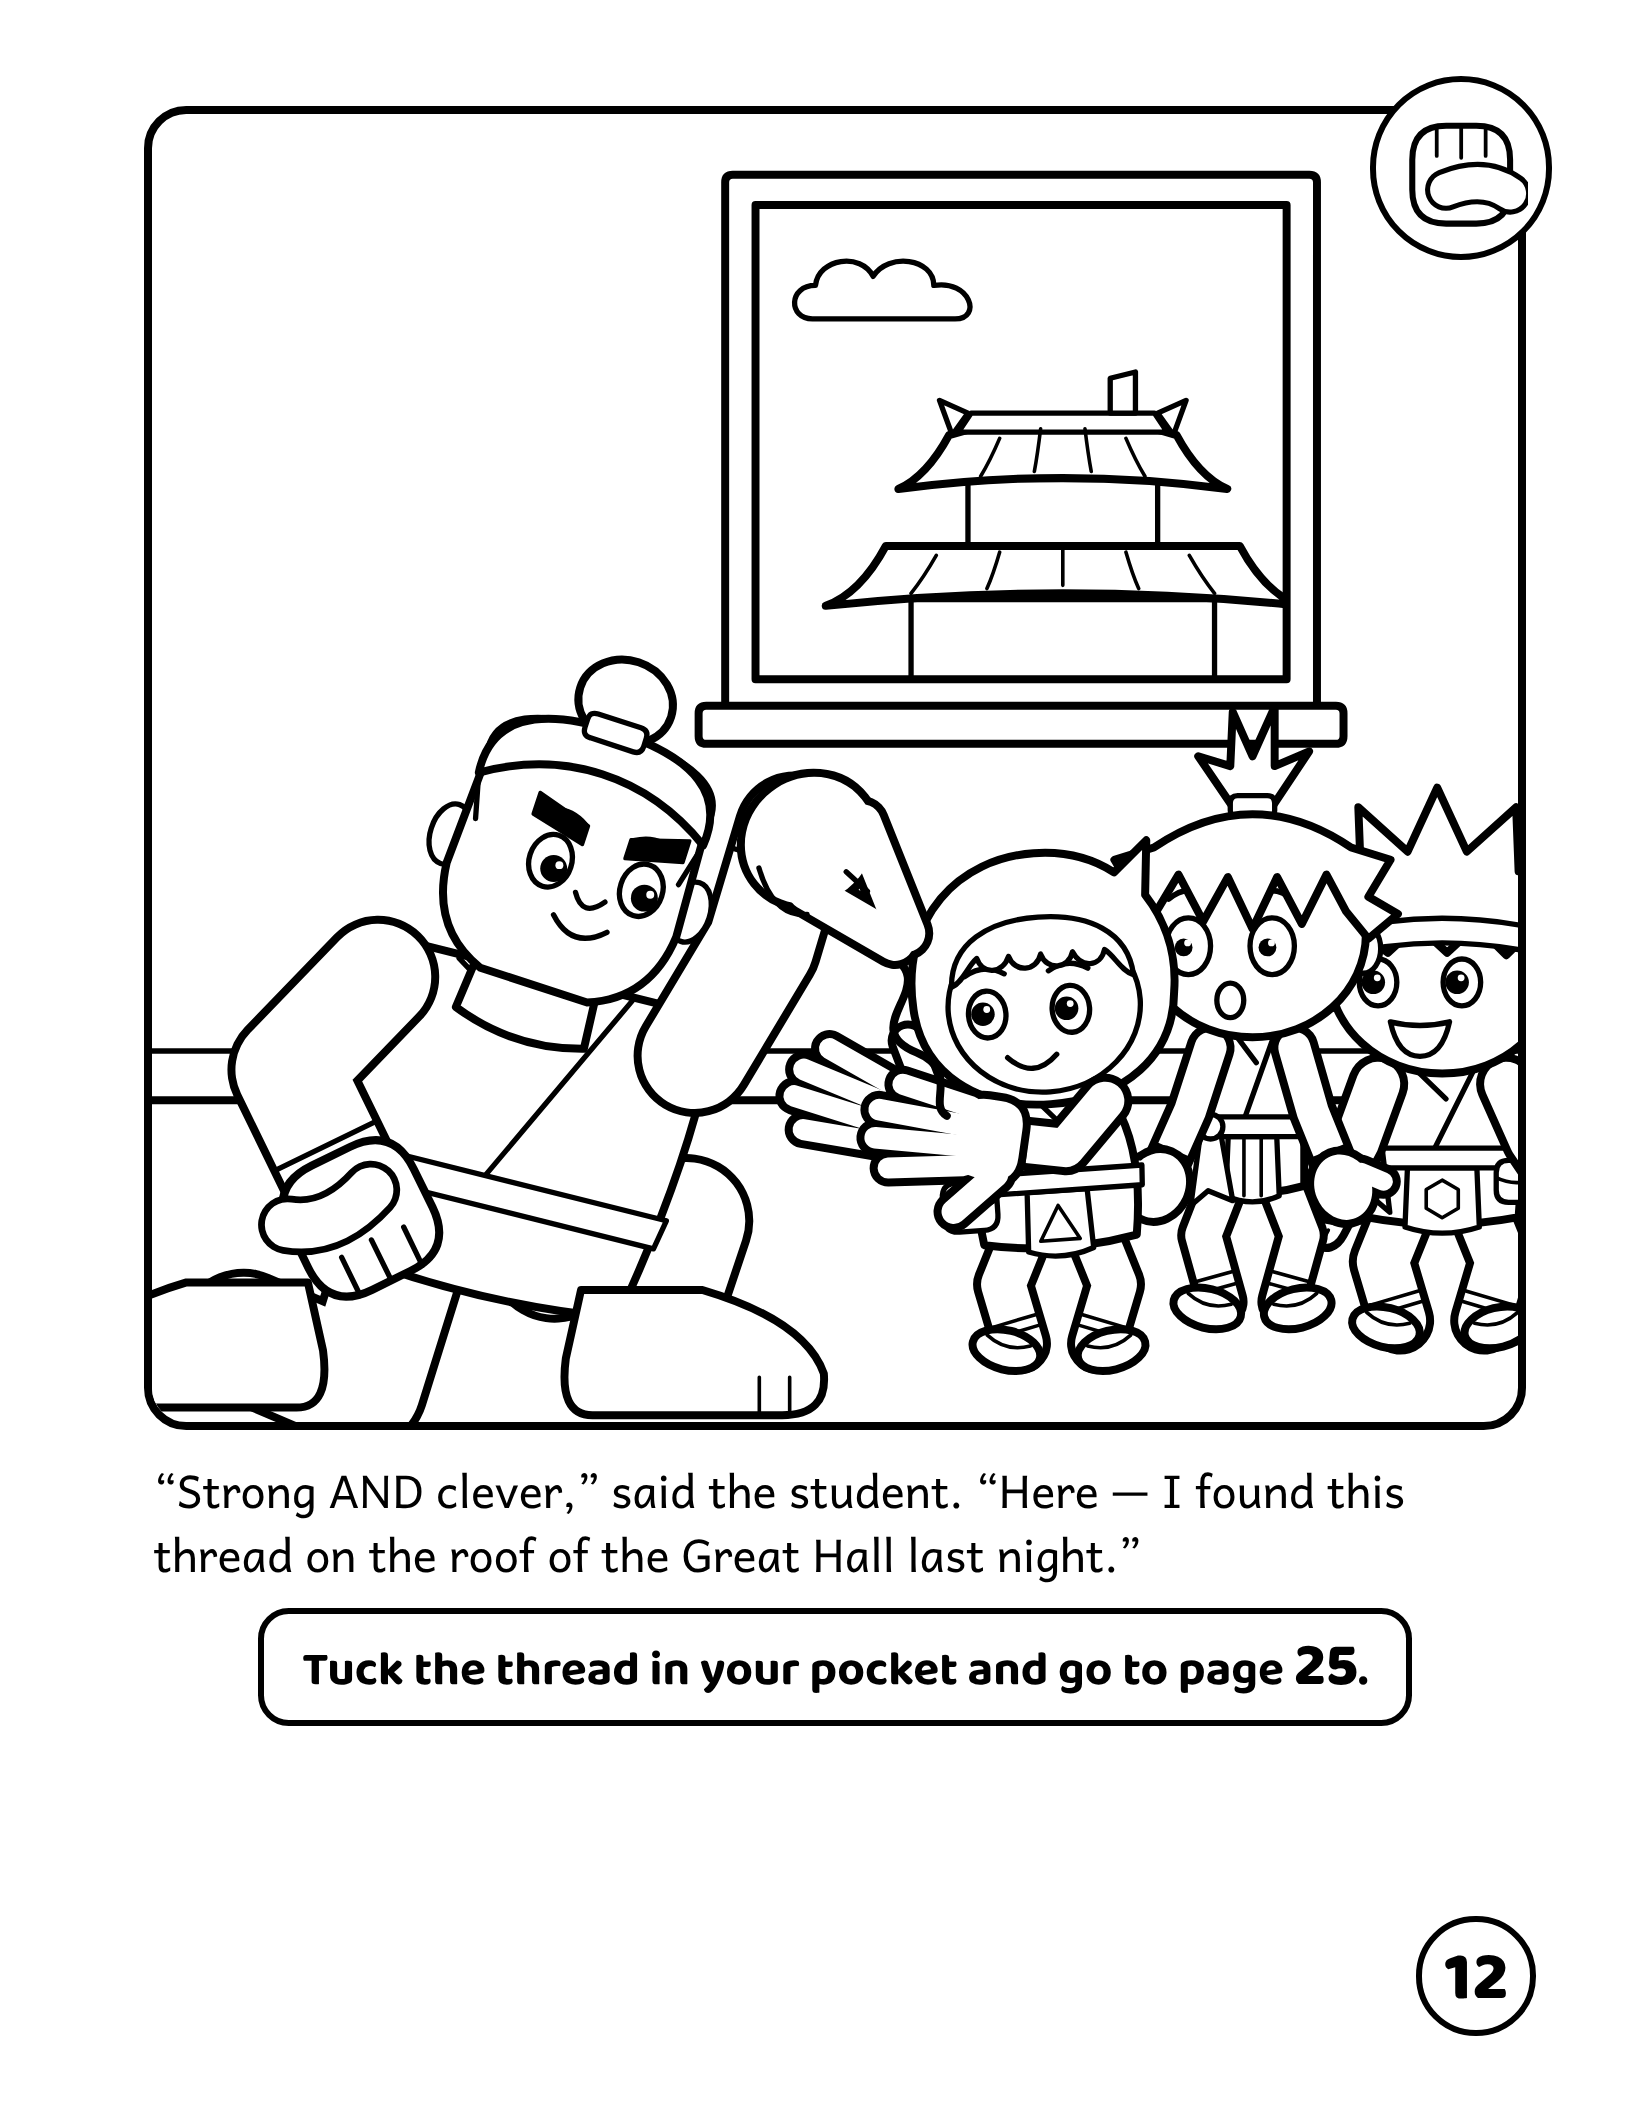 “Strong AND clever,” said the student. “Here — I found this
thread on the roof of the Great Hall last night.”
Tuck the thread in your pocket and go to page 25.
12